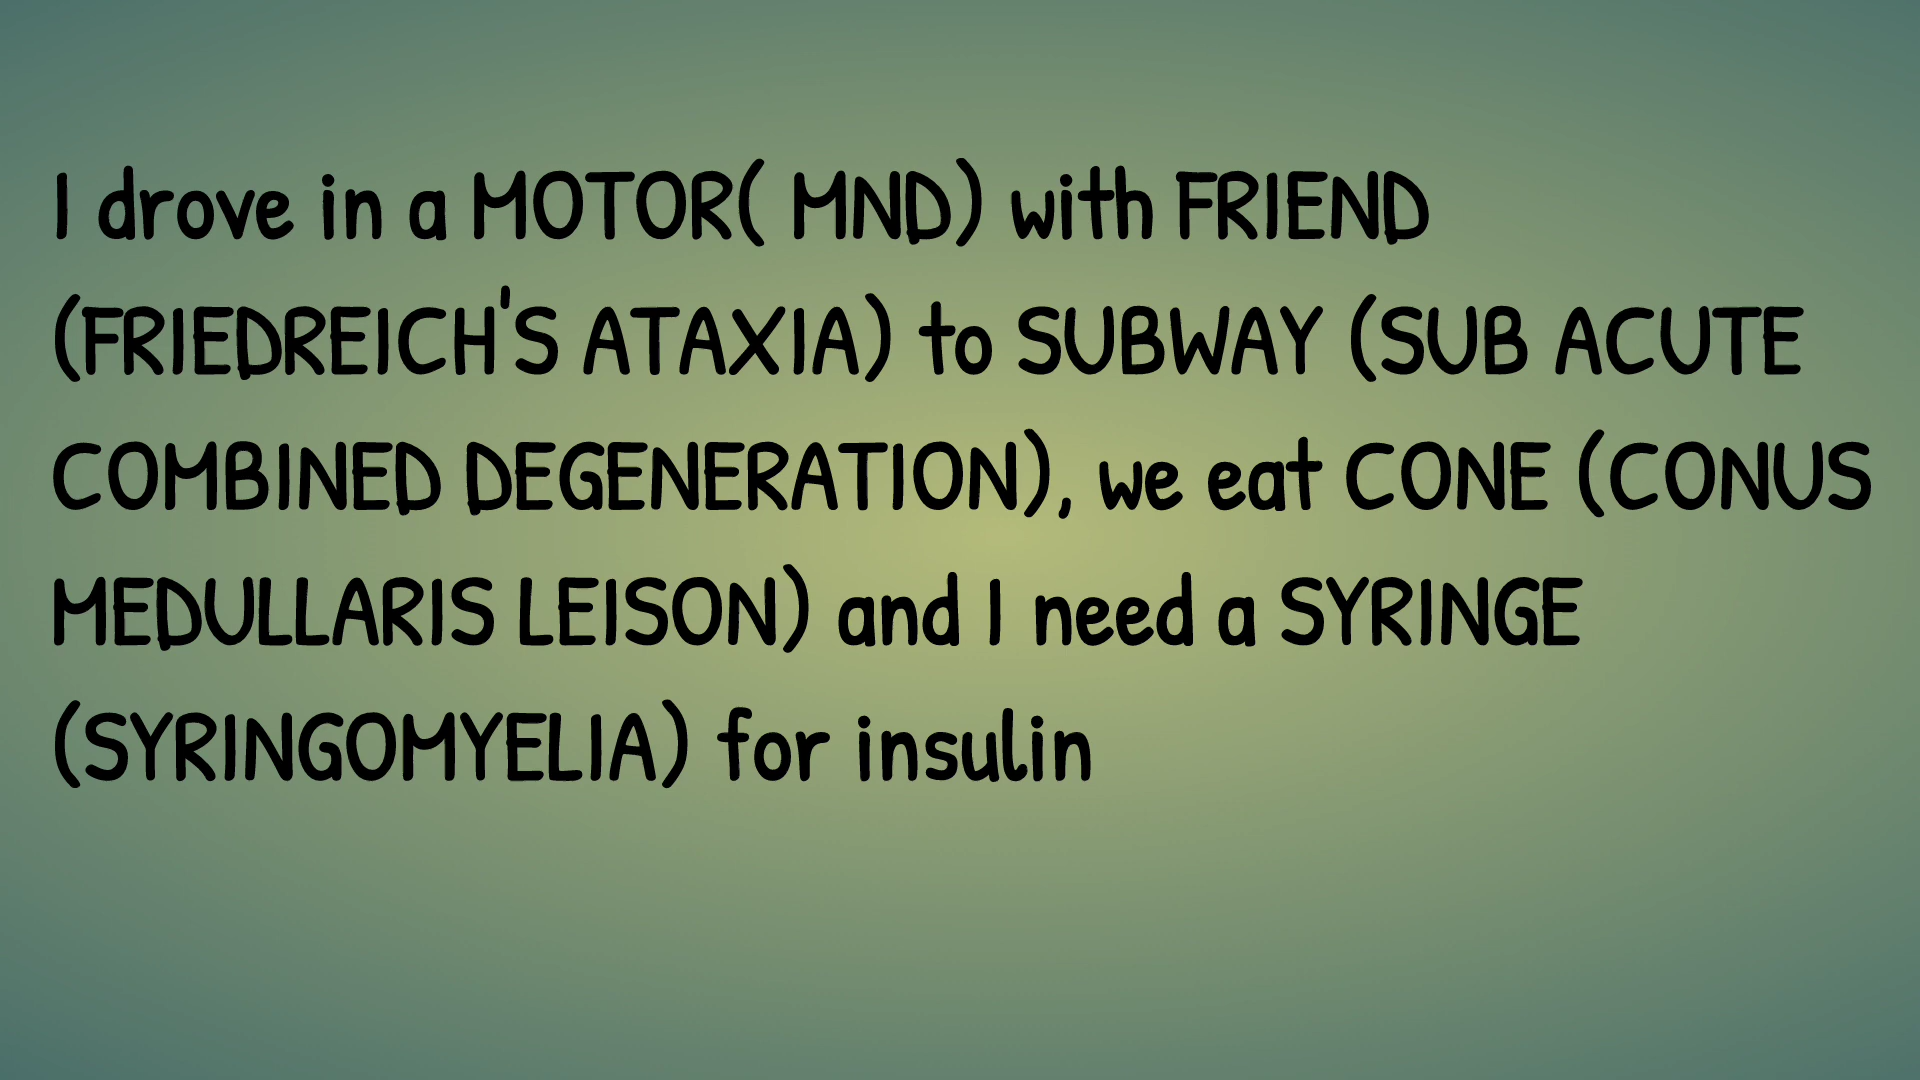 I drove in a MOTOR( MND) with FRIEND
(FRIEDREICH'S ATAXIA) to SUBWAY (SUB ACUTE
COMBINED DEGENERATION), we eat CONE (CONUS
MEDULLARIS LEISON) and I need a SYRINGE
(SYRINGOMYELIA) for insulin